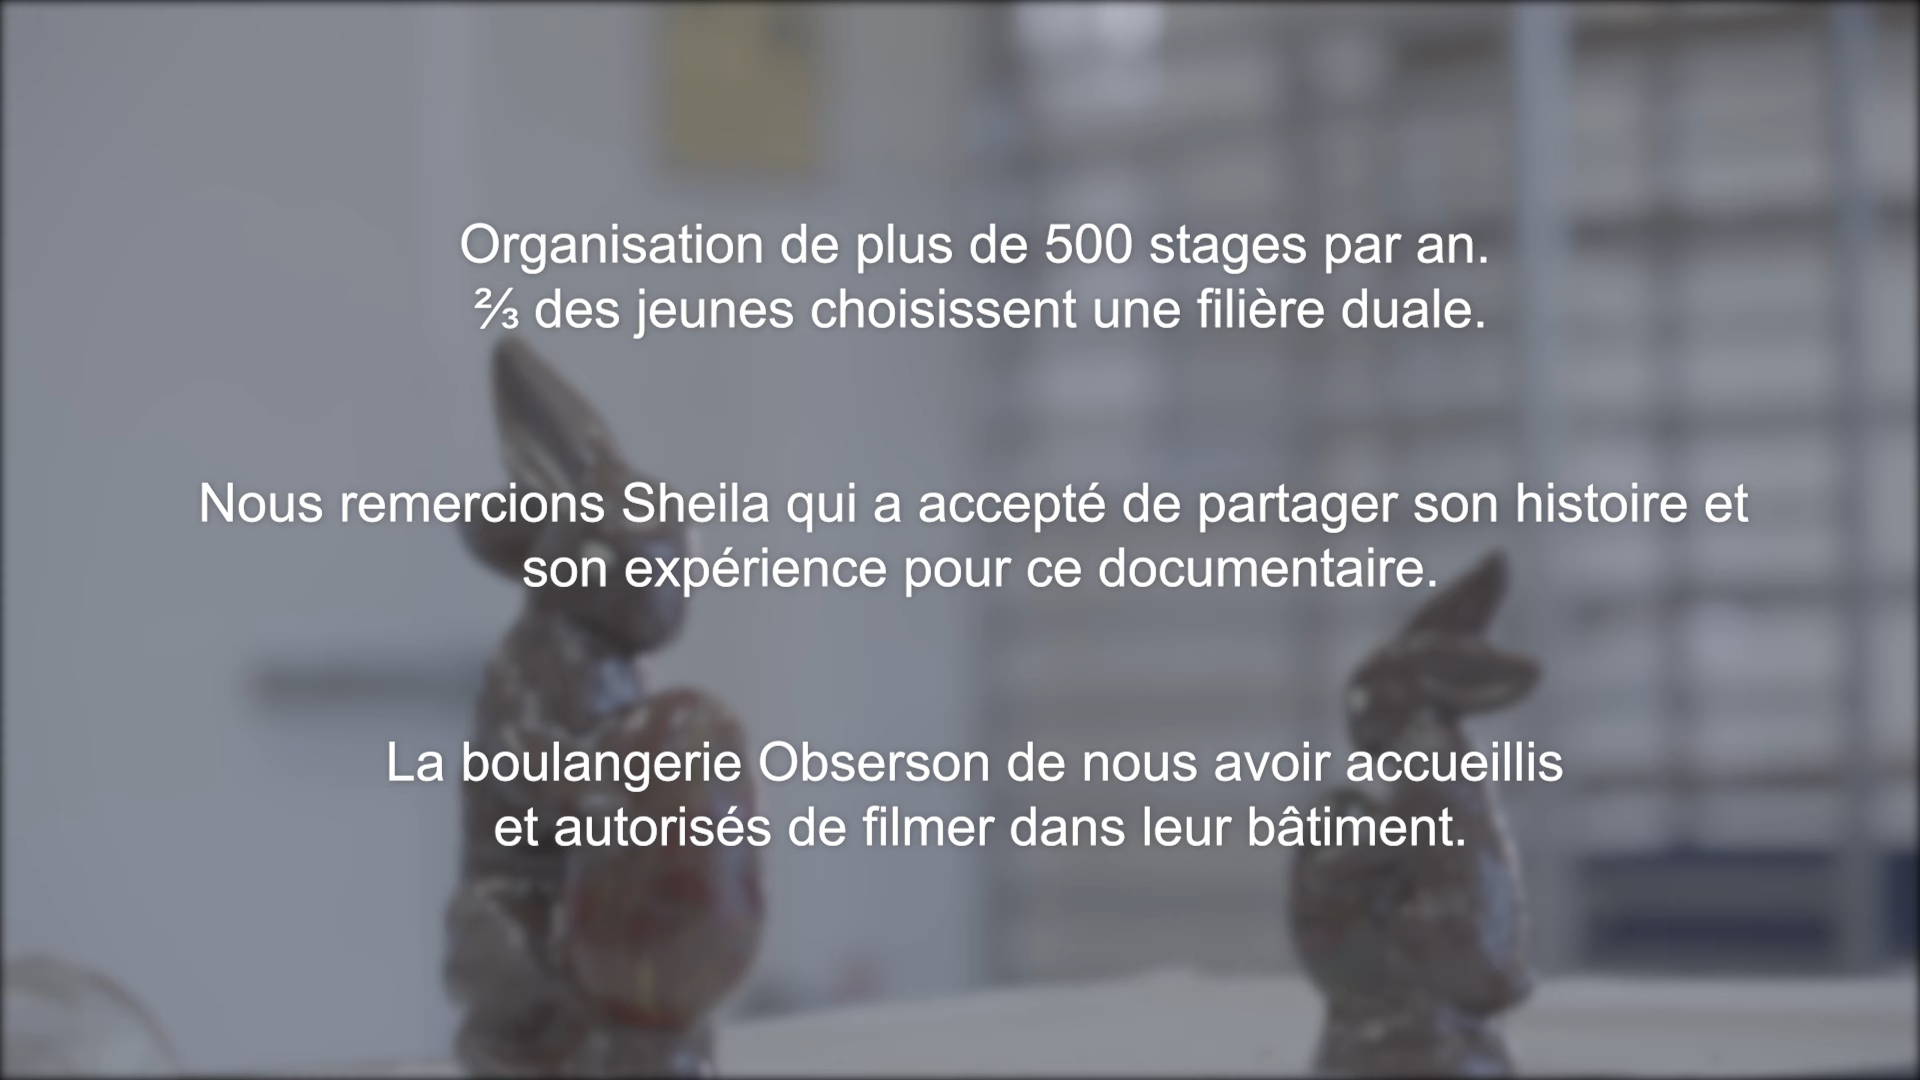 Organisation de plus de 500 stages par an.
⅔ des jeunes choisissent une filière duale.
Nous remercions Sheila qui a accepté de partager son histoire et
son expérience pour ce documentaire.
La boulangerie Obserson de nous avoir accueillis
et autorisés de filmer dans leur bâtiment.